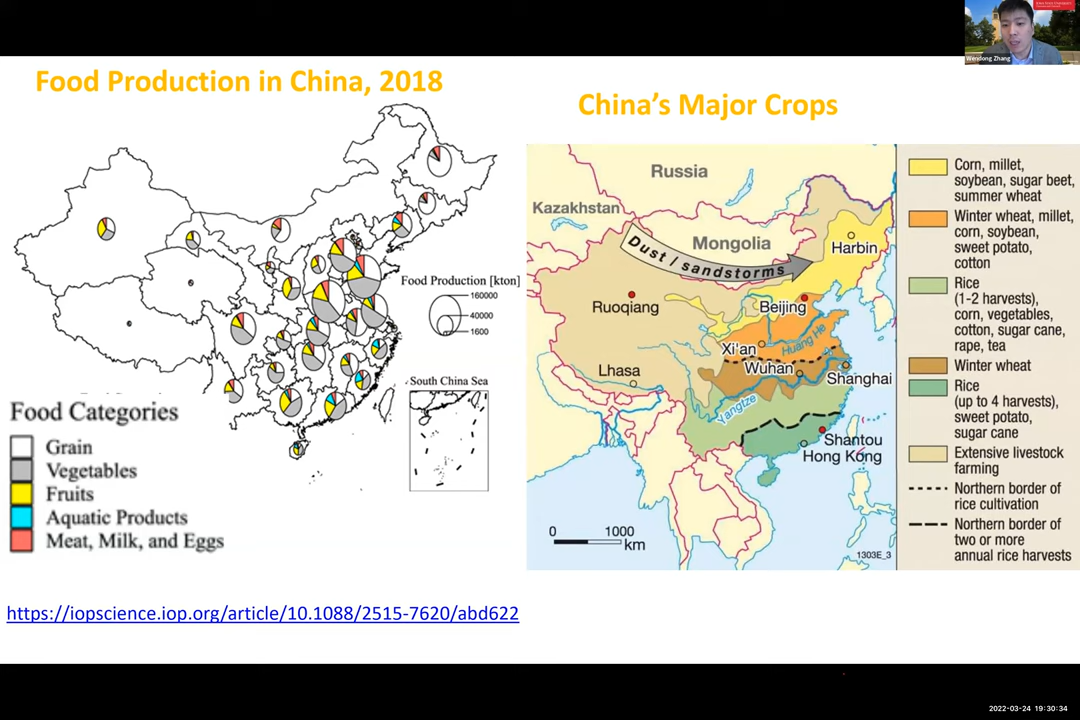 Wendong Zhang
Food Production in China, 2018
Food Production [kton]
160000
40000
1600
South China Sea
Food Categories
Grain
Vegetables
Fruits
Aquatic Products
Meat, Milk, and Eggs
https://iopscience.iop.org/article/10.1088/2515-7620/abd622
China's Major Crops
Russia
Kazakhstan
Mongolia
Dust / sandstorms
Harbin
Ruoqiang
Beijing
Xi'an
Huang He
Wuhan
Lhasa
Shanghai
Yangtze
Shantou
Hong Kong
0
1000
km
1303E_3
Corn, millet,
soybean, sugar beet,
summer wheat
Winter wheat, millet,
corn, soybean,
sweet potato,
cotton
Rice
(1-2 harvests),
corn, vegetables,
cotton, sugar cane,
rape, tea
Winter wheat
Rice
(up to 4 harvests),
sweet potato,
sugar cane
Extensive livestock
farming
Northern border of
rice cultivation
Northern border of
two or more
annual rice harvests
2022-03-24 19:30:34